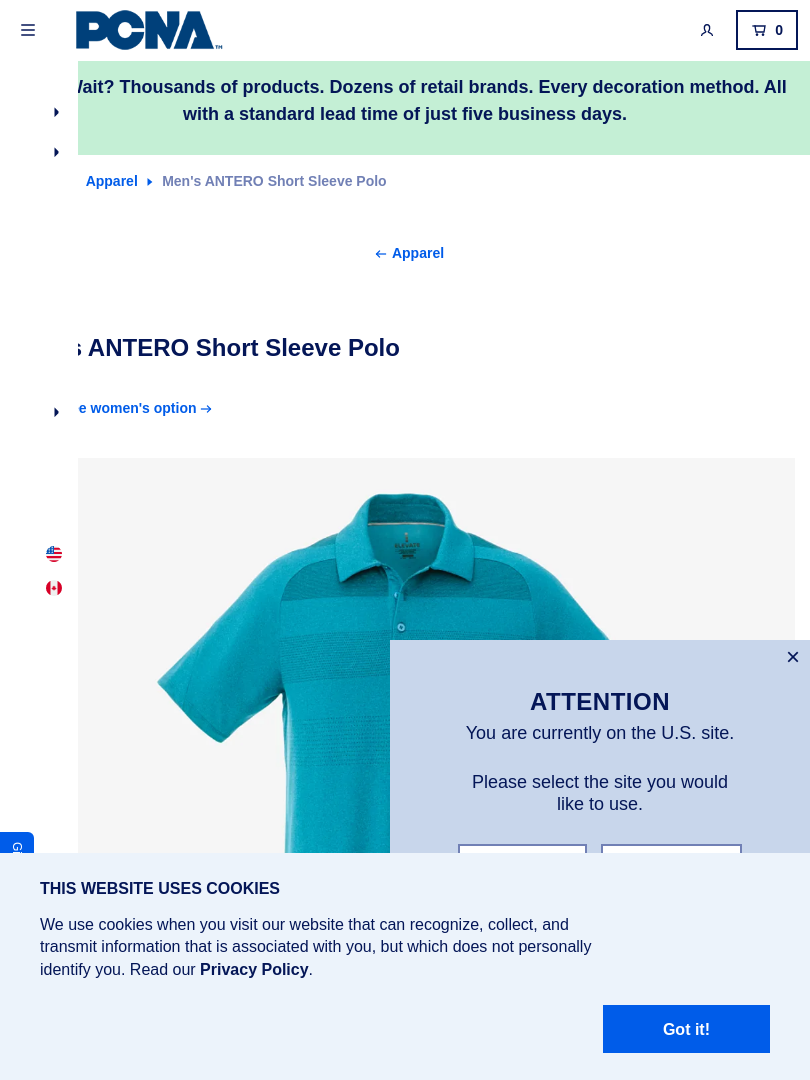 PCNA™
0
Wait? Thousands of products. Dozens of retail brands. Every decoration method. All
with a standard lead time of just five business days.
Apparel Men's ANTERO Short Sleeve Polo
← Apparel
ANTERO Short Sleeve Polo
women's option →
ELEVATE
ATTENTION
You are currently on the U.S. site.
Please select the site you would
like to use.
THIS WEBSITE USES COOKIES
We use cookies when you visit our website that can recognize, collect, and
transmit information that is associated with you, but which does not personally
identify you. Read our Privacy Policy.
Got it!